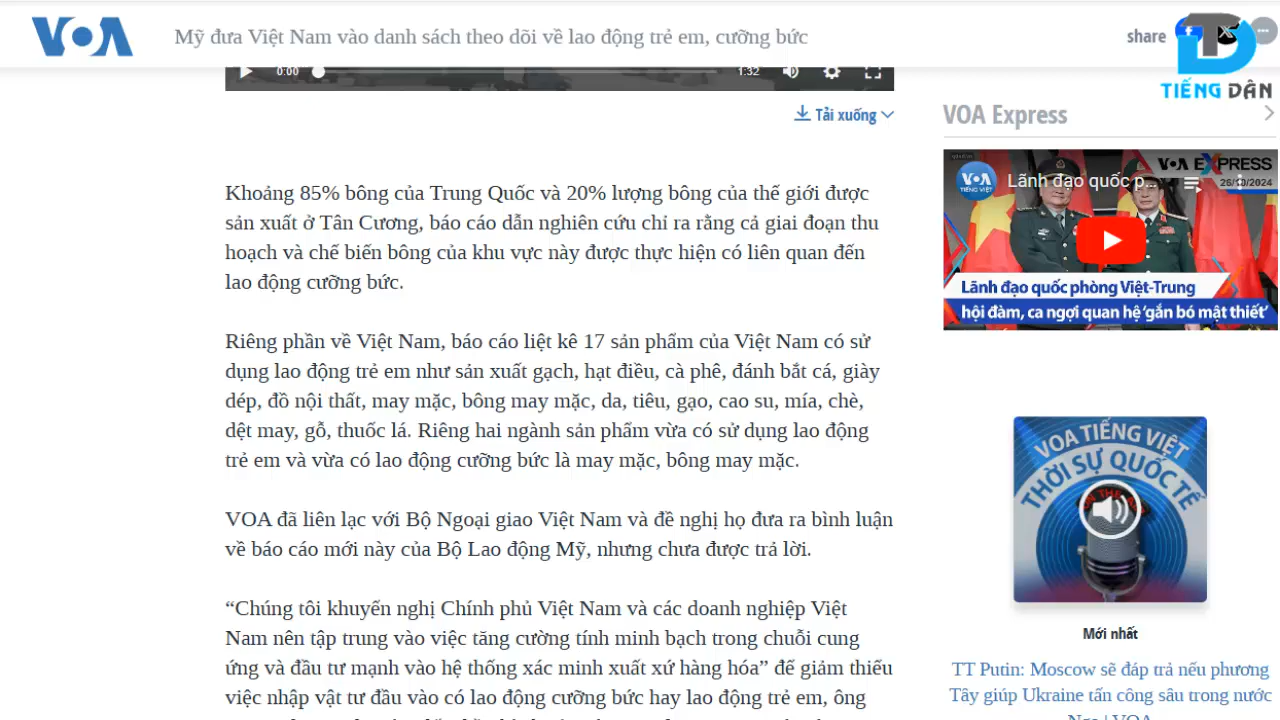 VOA
Mỹ đưa Việt Nam vào danh sách theo dõi về lao động trẻ em, cưỡng bức
share
TIẾNG DÂN
0:00
1:32
Tải xuống
Khoảng 85% bông của Trung Quốc và 20% lượng bông của thế giới được
sản xuất ở Tân Cương, báo cáo dẫn nghiên cứu chỉ ra rằng cả giai đoạn thu
hoạch và chế biến bông của khu vực này được thực hiện có liên quan đến
lao động cưỡng bức.
Riêng phần về Việt Nam, báo cáo liệt kê 17 sản phẩm của Việt Nam có sử
dụng lao động trẻ em như sản xuất gạch, hạt điều, cà phê, đánh bắt cá, giày
dép, đồ nội thất, may mặc, bông may mặc, da, tiêu, gạo, cao su, mía, chè,
dệt may, gỗ, thuốc lá. Riêng hai ngành sản phẩm vừa có sử dụng lao động
trẻ em và vừa có lao động cưỡng bức là may mặc, bông may mặc.
VOA đã liên lạc với Bộ Ngoại giao Việt Nam và đề nghị họ đưa ra bình luận
về báo cáo mới này của Bộ Lao động Mỹ, nhưng chưa được trả lời.
“Chúng tôi khuyến nghị Chính phủ Việt Nam và các doanh nghiệp Việt
Nam nên tập trung vào việc tăng cường tính minh bạch trong chuỗi cung
ứng và đầu tư mạnh vào hệ thống xác minh xuất xứ hàng hóa” để giảm thiểu
việc nhập vật tư đầu vào có lao động cưỡng bức hay lao động trẻ em, ông
VOA Express
VOA EXPRESS
VOA
TIẾNG VIỆT
Lãnh đạo quốc p...
Lãnh đạo quốc phòng Việt-Trung
hội đàm, ca ngợi quan hệ ‘gắn bó mật thiết’
VOA TIẾNG VIỆT
THỜI SỰ QUỐC TẾ
Mới nhất
TT Putin: Moscow sẽ đáp trả nếu phương
Tây giúp Ukraine tấn công sâu trong nước
Nga | VOA